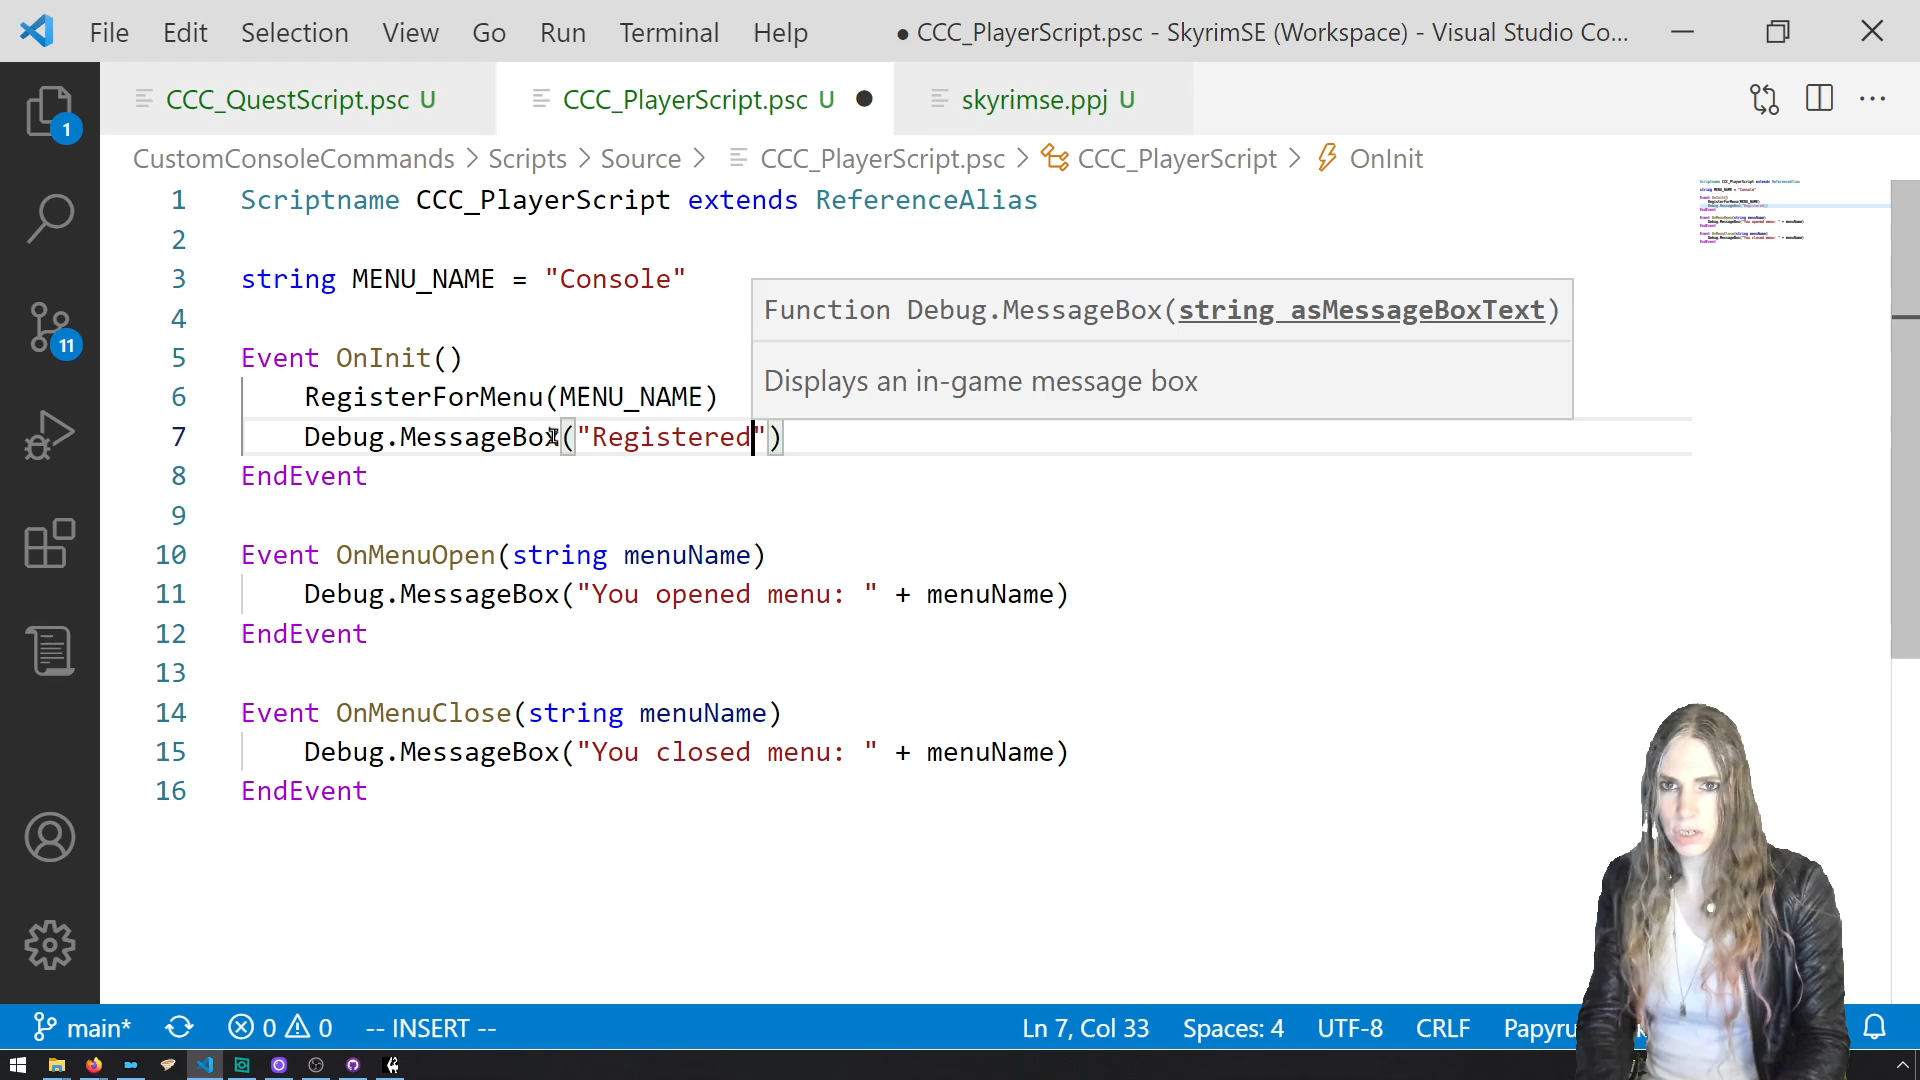 File Edit Selection View Go Run Terminal Help ● CCC_PlayerScript.psc - SkyrimSE (Workspace) - Visual Studio Co...
CCC_QuestScript.psc U CCC_PlayerScript.psc U ● skyrimse.ppj U ...
CustomConsoleCommands > Scripts > Source > CCC_PlayerScript.psc > CCC_PlayerScript > OnInit
1 Scriptname CCC_PlayerScript extends ReferenceAlias
2
3 string MENU_NAME = "Console"
4
5 Event OnInit()
6 RegisterForMenu(MENU_NAME)
7 Debug.MessageBox("Registered")
8 EndEvent
9
10 Event OnMenuOpen(string menuName)
11 Debug.MessageBox("You opened menu: " + menuName)
12 EndEvent
13
14 Event OnMenuClose(string menuName)
15 Debug.MessageBox("You closed menu: " + menuName)
16 EndEvent
Function Debug.MessageBox(string asMessageBoxText)
Displays an in-game message box
1
11
main* 0 0 -- INSERT -- Ln 7, Col 33 Spaces: 4 UTF-8 CRLF